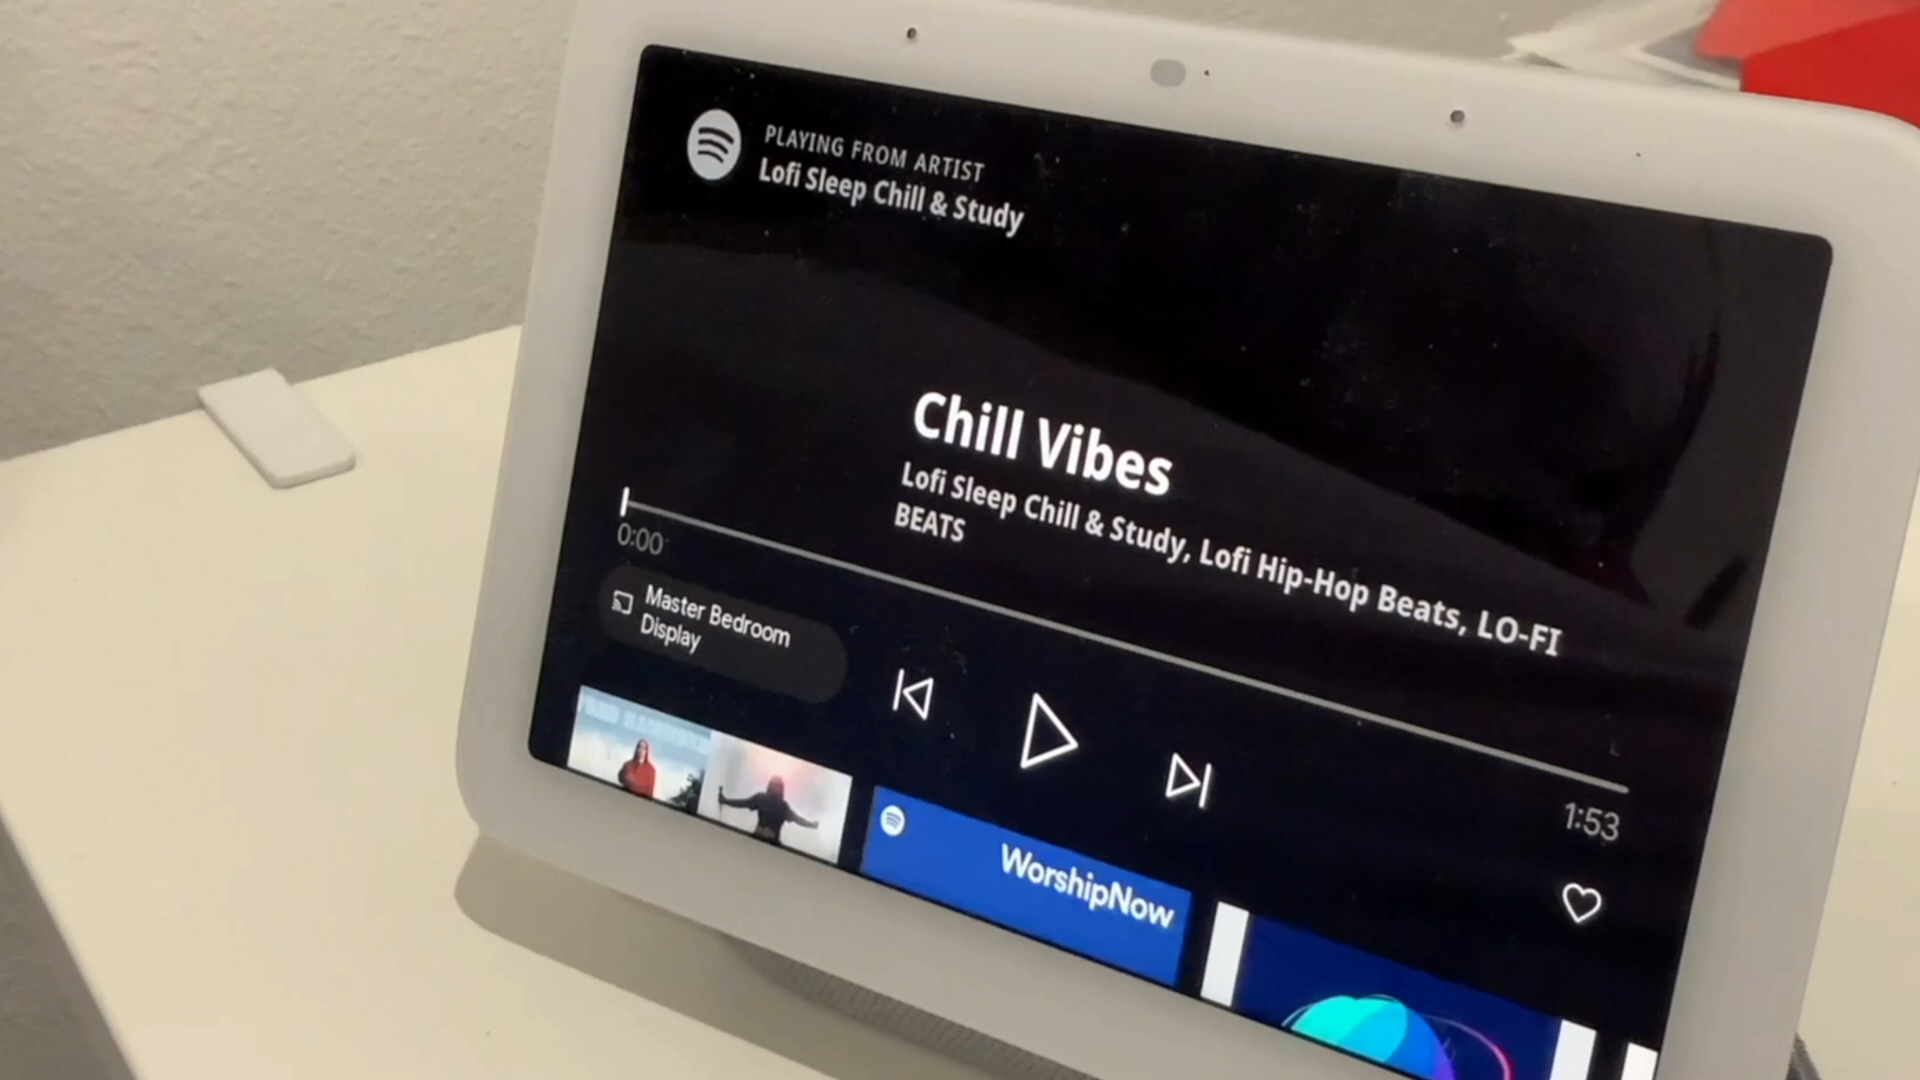 PLAYING FROM ARTIST
Lofi Sleep Chill & Study
Chill Vibes
Lofi Sleep Chill & Study, Lofi Hip-Hop Beats, LO-FI
BEATS
0:00
1:53
Master Bedroom
Display
WorshipNow